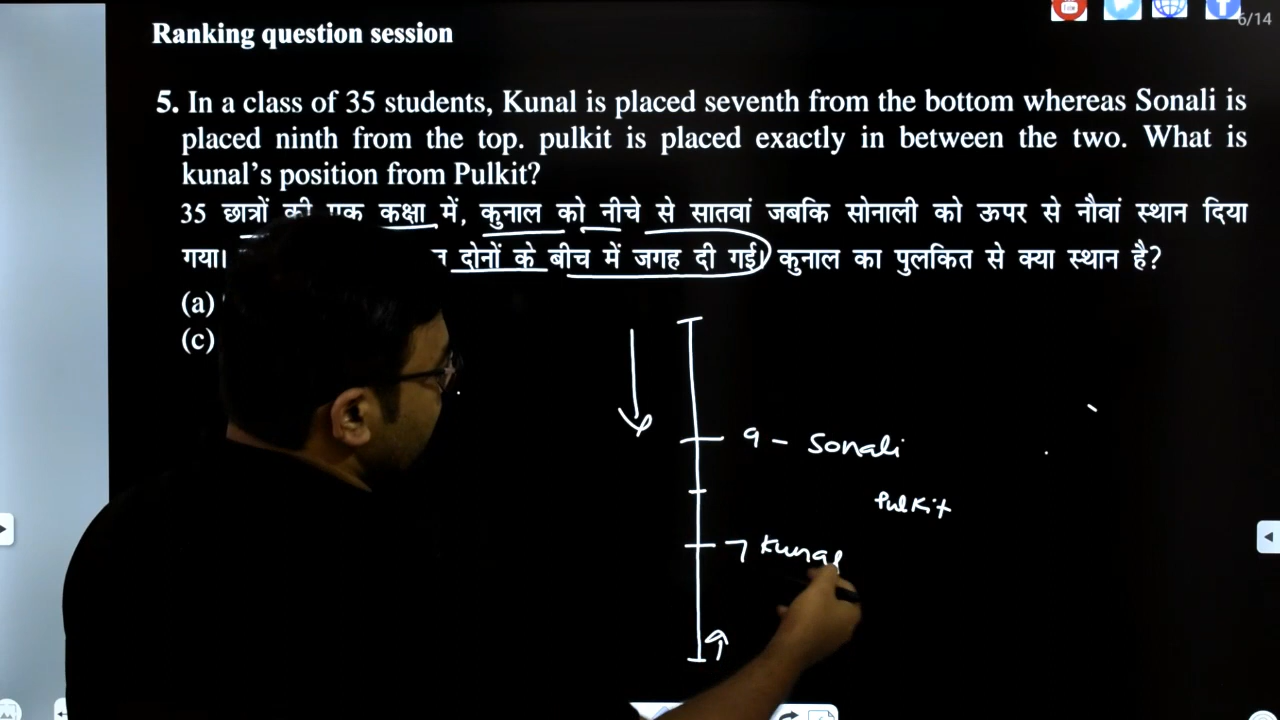 6/14
Ranking question session
5. In a class of 35 students, Kunal is placed seventh from the bottom whereas Sonali is
placed ninth from the top. pulkit is placed exactly in between the two. What is
kunal's position from Pulkit?
35 छात्रों की एक कक्षा में, कुनाल को नीचे से सातवां जबकि सोनाली को ऊपर से नौवां स्थान दिया
गया। दोनों के बीच में जगह दी गई। कुनाल का पुलकित से क्या स्थान है?
(a)
(c)
9 - Sonali
Pulkit
7 Kunal